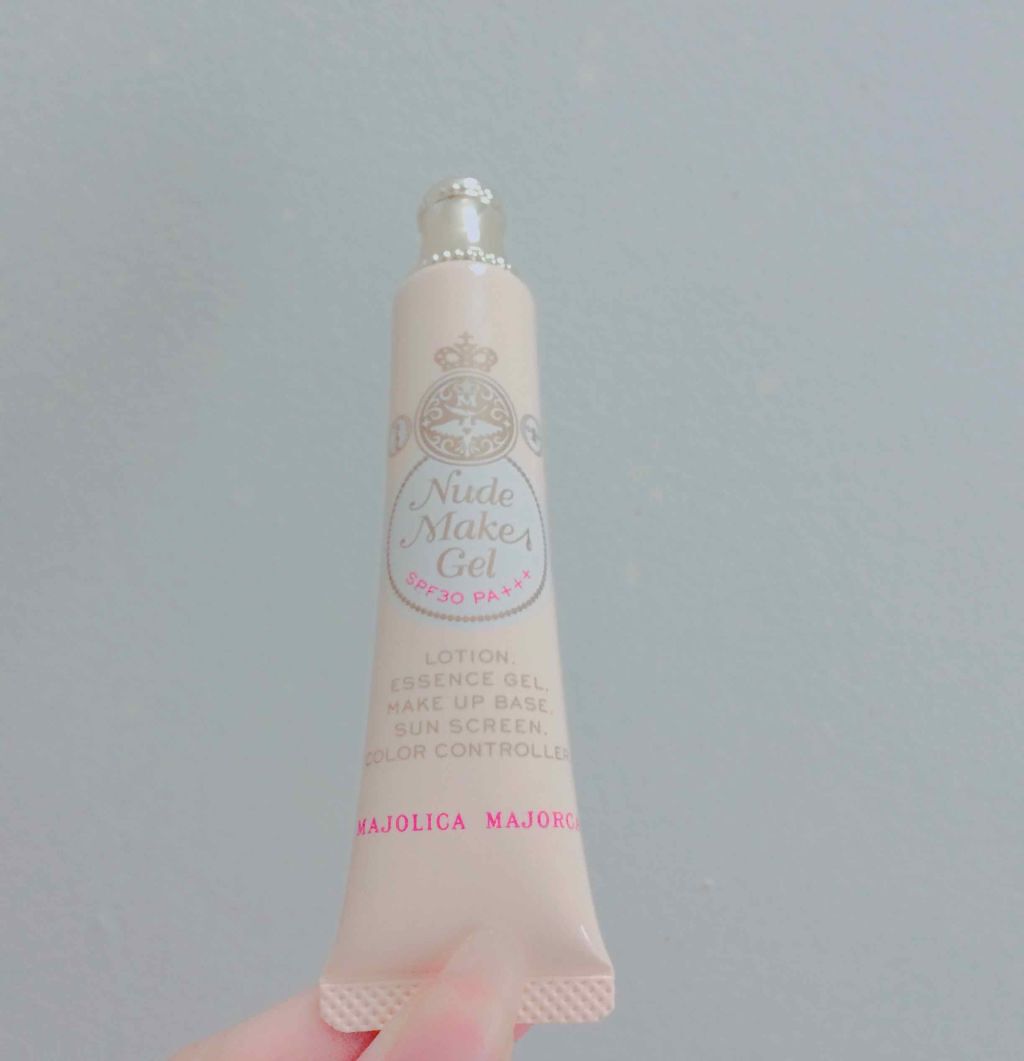 M
Nude
Make
Gel
SPF30 PA+++
LOTION.
ESSENCE GEL.
MAKE UP BASE.
SUN SCREEN.
COLOR CONTROLLER
MAJOLICA MAJORCA